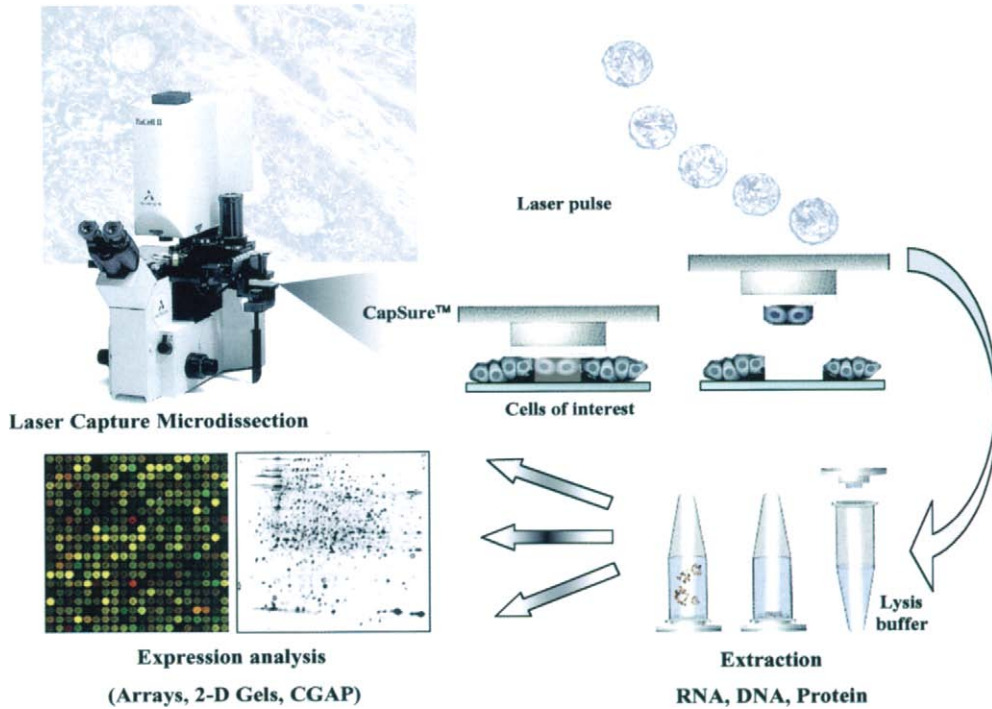 Laser pulse
CapSure™
Cells of interest
Laser Capture Microdissection
Lysis
buffer
Expression analysis
(Arrays, 2-D Gels, CGAP)
Extraction
RNA, DNA, Protein